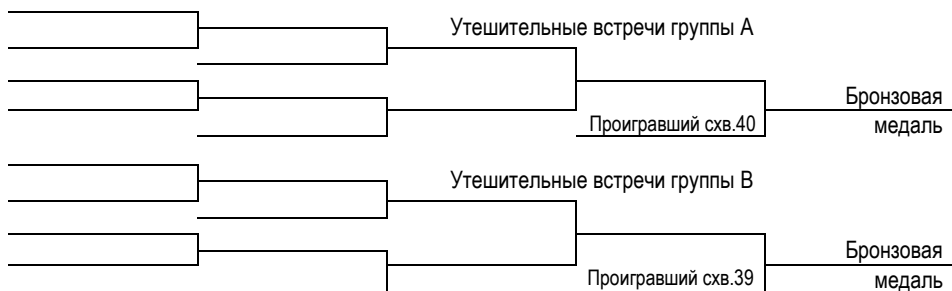 Утешительные встречи группы А
Бронзовая
Проигравший схв.40
медаль
Утешительные встречи группы В
Бронзовая
Проигравший схв.39
медаль